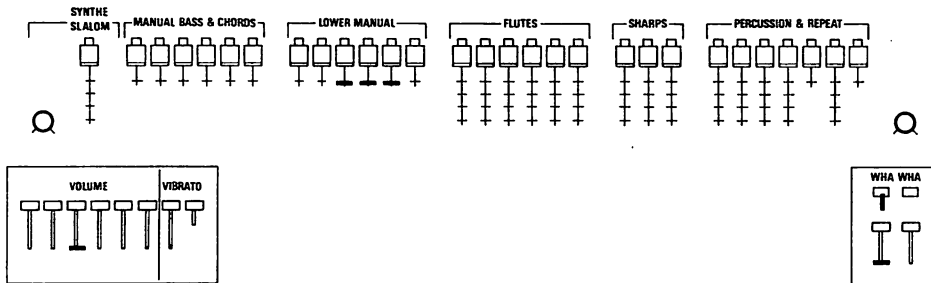 SYNTHE
SLALOM
MANUAL BASS & CHORDS
LOWER MANUAL
FLUTES
SHARPS
PERCUSSION & REPEAT
VOLUME
VIBRATO
WHA WHA